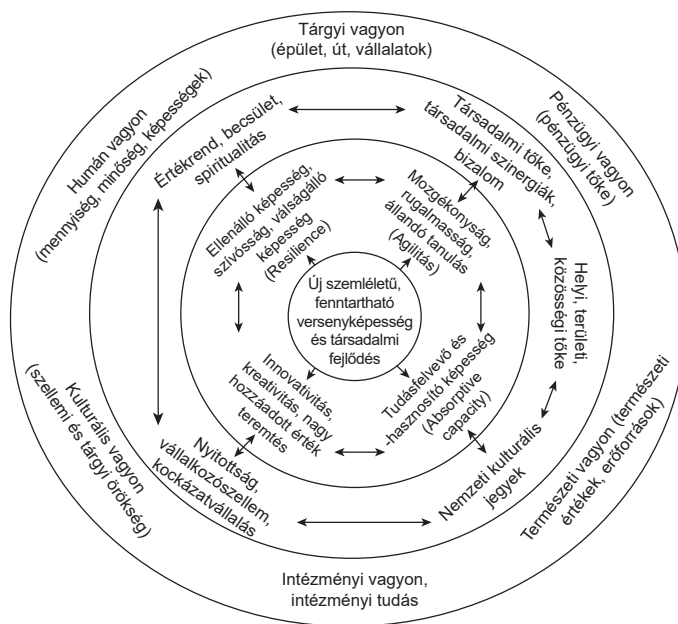 Tárgyi vagyon
(épület, út, vállalatok)
Humán vagyon
(mennyiség, minőség, képességek)
Pénzügyi vagyon
(pénzügyi tőke)
Értékrend, becsület,
spiritualitás
Társadalmi tőke,
társadalmi szinergiák,
bizalom
Ellenálló képesség,
szívósság, válságálló
képesség
(Resilience)
Mozgékonyság,
rugalmasság,
állandó tanulás
(Agilitás)
Helyi, területi,
közösségi tőke
Új szemléletű,
fenntartható
versenyképesség
és társadalmi
fejlődés
Innovativitás,
kreativitás, nagy
hozzáadott érték
teremtés
Tudásfelvevő és
-hasznosító képesség
(Absorptive
capacity)
Kulturális vagyon
(szellemi és tárgyi örökség)
Nyitottság,
vállalkozószellem,
kockázatvállalás
Nemzeti kulturális
jegyek
Természeti vagyon (természeti
értékek, erőforrások)
Intézményi vagyon,
intézményi tudás